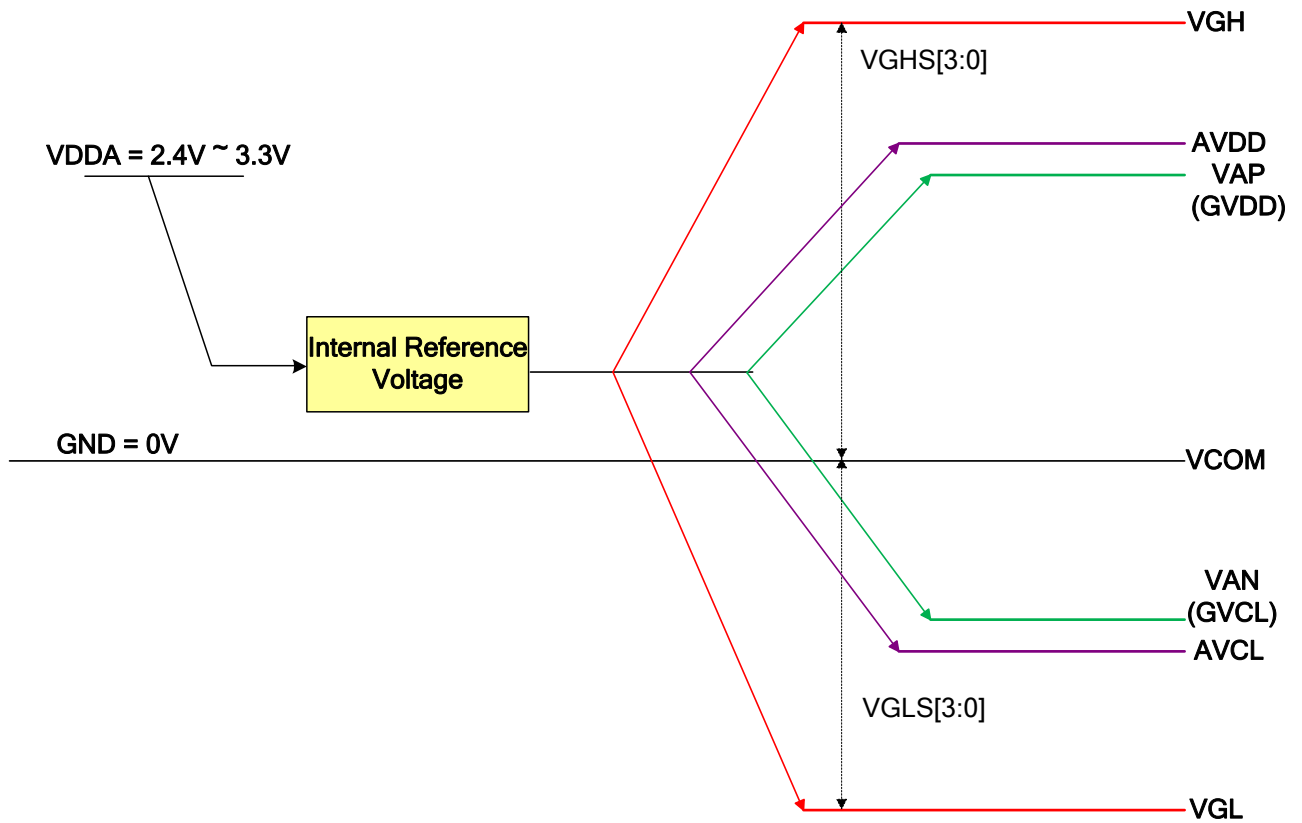 VGH
VGHS[3:0]
AVDD
VDDA = 2.4V ~ 3.3V
VAP
(GVDD)
Internal Reference
Voltage
GND = 0V
VCOM
VAN
(GVCL)
AVCL
VGLS[3:0]
VGL